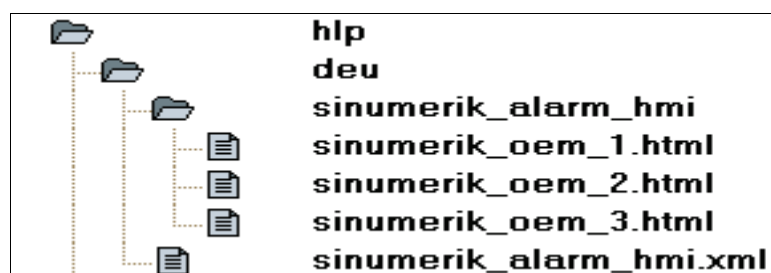 hlp
deu
sinumerik_alarm_hmi
sinumerik_oem_1.html
sinumerik_oem_2.html
sinumerik_oem_3.html
sinumerik_alarm_hmi.xml